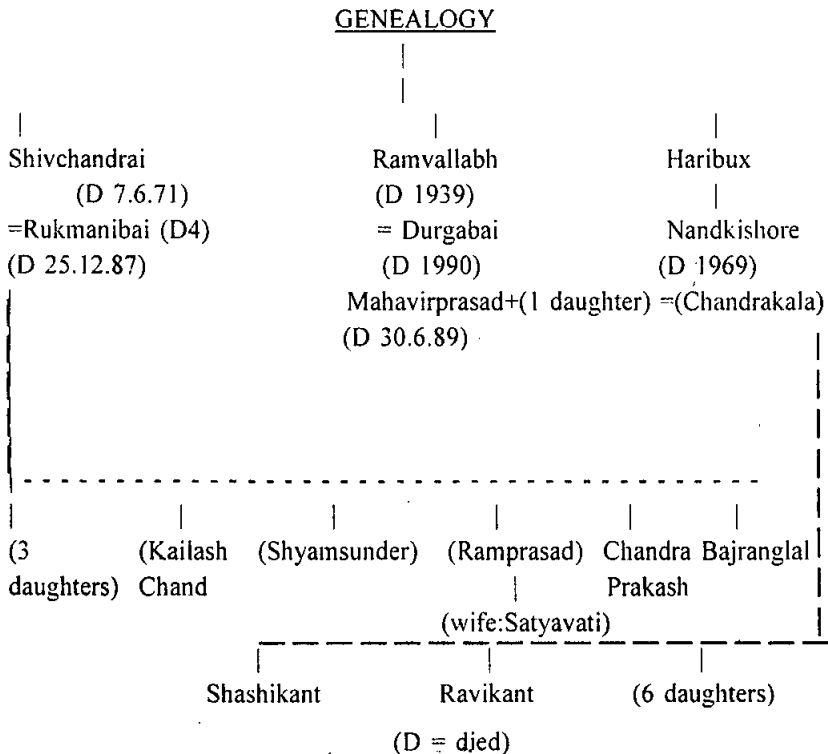 GENEALOGY
Shivchandrai Ramvallabh Haribux
(D 7.6.71) (D 1939)
=Rukmanibai (D4) = Durgabai Nandkishore
(D 25.12.87) (D 1990) (D 1969)
Mahavirprasad+(1 daughter) =(Chandrakala)
(D 30.6.89)
(3 (Kailash (Shyamsunder) (Ramprasad) Chandra Bajranglal
daughters) Chand Prakash
(wife:Satyavati)
Shashikant Ravikant (6 daughters)
(D = died)